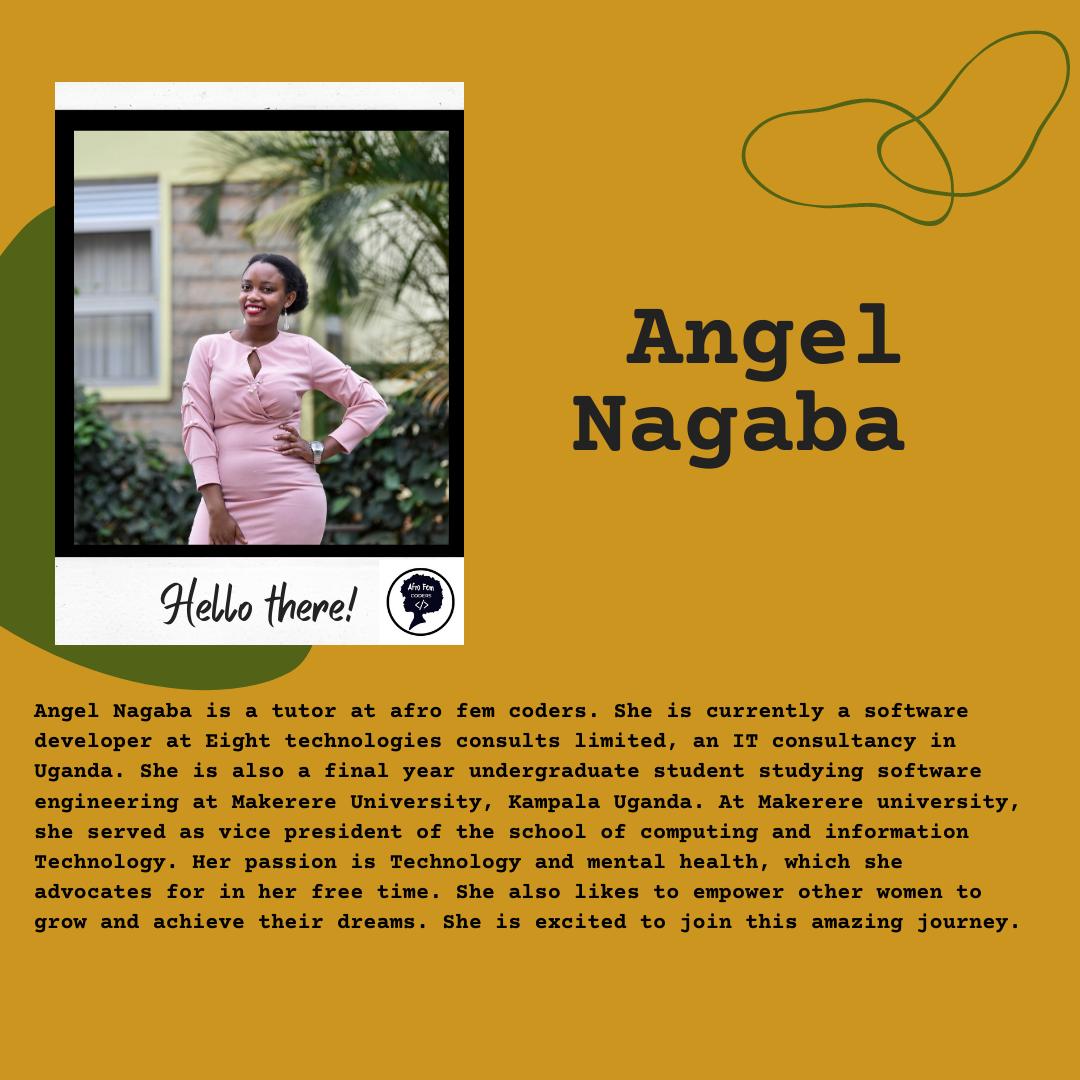 Angel
Nagaba
Hello there!
Afro Fem
CODERS
</>
Angel Nagaba is a tutor at afro fem coders. She is currently a software
developer at Eight technologies consults limited, an IT consultancy in
Uganda. She is also a final year undergraduate student studying software
engineering at Makerere University, Kampala Uganda. At Makerere university,
she served as vice president of the school of computing and information
Technology. Her passion is Technology and mental health, which she
advocates for in her free time. She also likes to empower other women to
grow and achieve their dreams. She is excited to join this amazing journey.